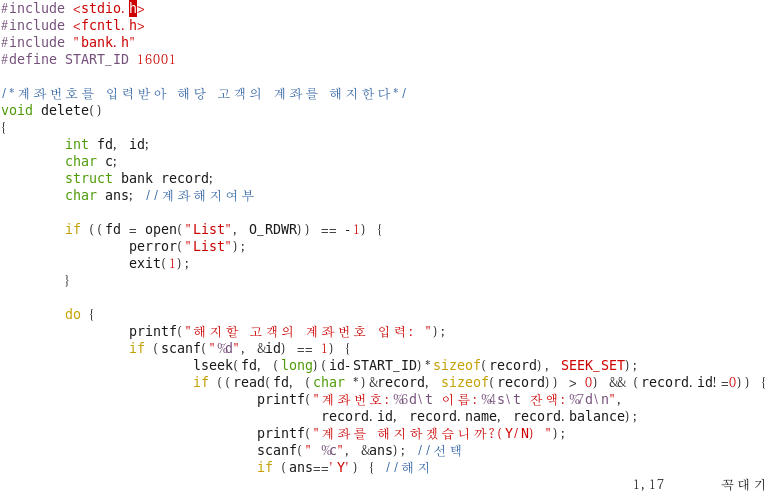 #include <stdio.h>
#include <fcntl.h>
#include "bank.h"
#define START_ID 16001

/*계좌번호를 입력받아 해당 고객의 계좌를 해지한다*/
void delete()
{
        int fd, id;
        char c;
        struct bank record;
        char ans; //계좌해지여부

        if ((fd = open("List", O_RDWR)) == -1) {
                perror("List");
                exit(1);
        }

        do {
                printf("해지할 고객의 계좌번호 입력: ");
                if (scanf("%d", &id) == 1) {
                        lseek(fd, (long)(id-START_ID)*sizeof(record), SEEK_SET);
                        if ((read(fd, (char *)&record, sizeof(record)) > 0) && (record.id!=0)) {
                                printf("계좌번호:%6d\t 이름:%4s\t 잔액:%7d\n",
                                        record.id, record.name, record.balance);
                                printf("계좌를 해지하겠습니까?(Y/N) ");
                                scanf(" %c", &ans); //선택
                                if (ans=='Y') { //해지
1,17 꼭대기